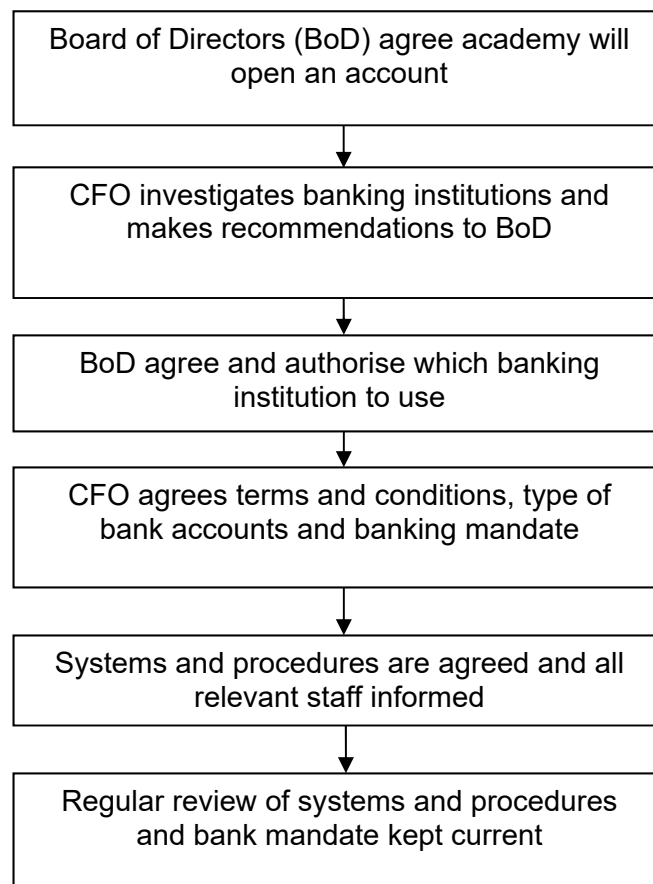 Board of Directors (BoD) agree academy will
open an account
CFO investigates banking institutions and
makes recommendations to BoD
BoD agree and authorise which banking
institution to use
CFO agrees terms and conditions, type of
bank accounts and banking mandate
Systems and procedures are agreed and all
relevant staff informed
Regular review of systems and procedures
and bank mandate kept current